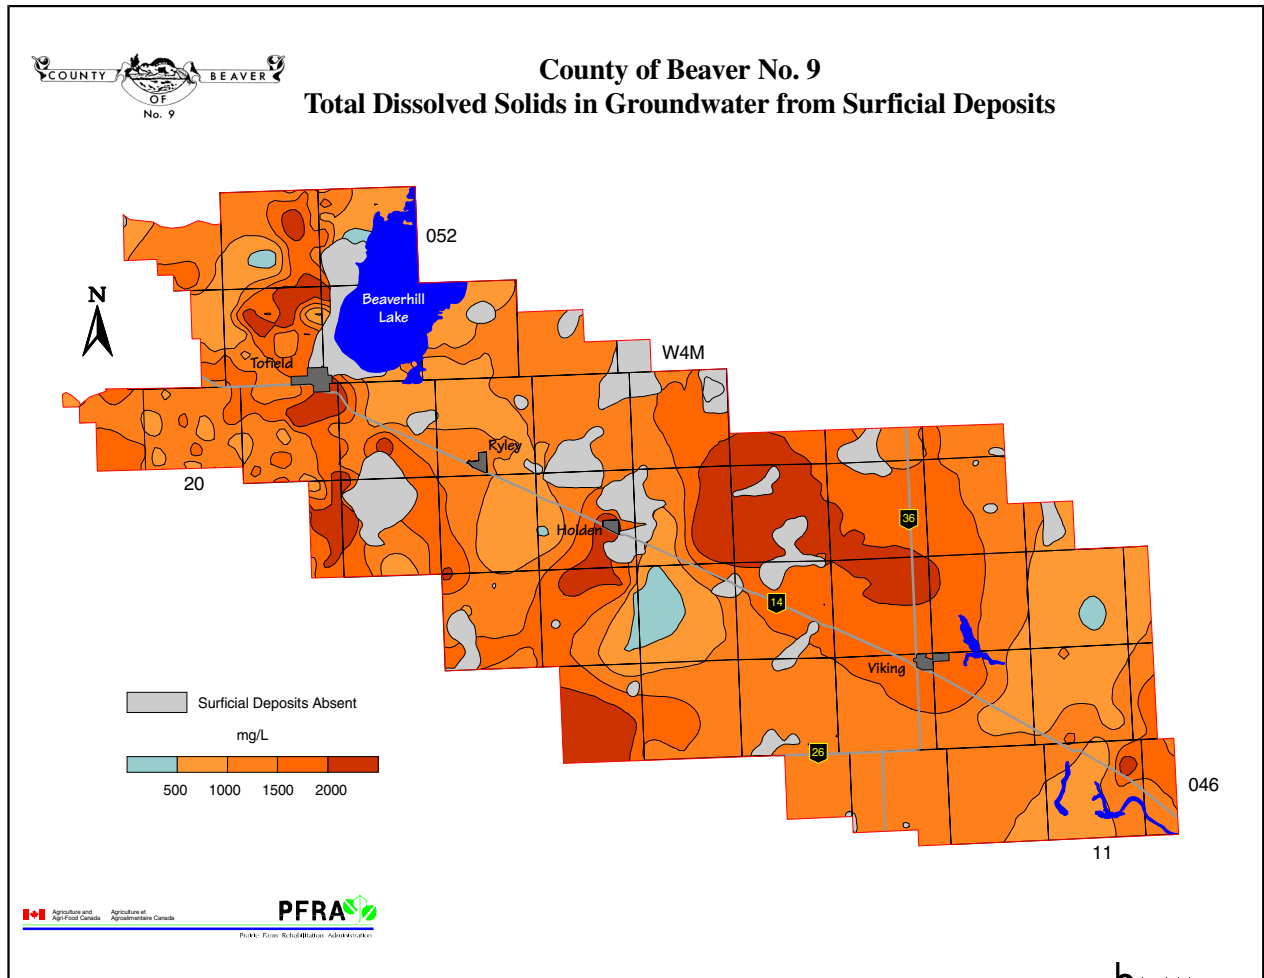 County of Beaver No. 9
Total Dissolved Solids in Groundwater from Surficial Deposits
COUNTY BEAVER
OF
No. 9
052
N
Beaverhill
Lake
W4M
Tofield
Ryley
20
36
Holden
14
Viking
Surficial Deposits Absent
mg/L
26
500 1000 1500 2000
046
11
Agriculture and
Agri-Food Canada
Agriculture et
Agroalimentaire Canada
PFRA
Prairie Farm Rehabilitation Administration